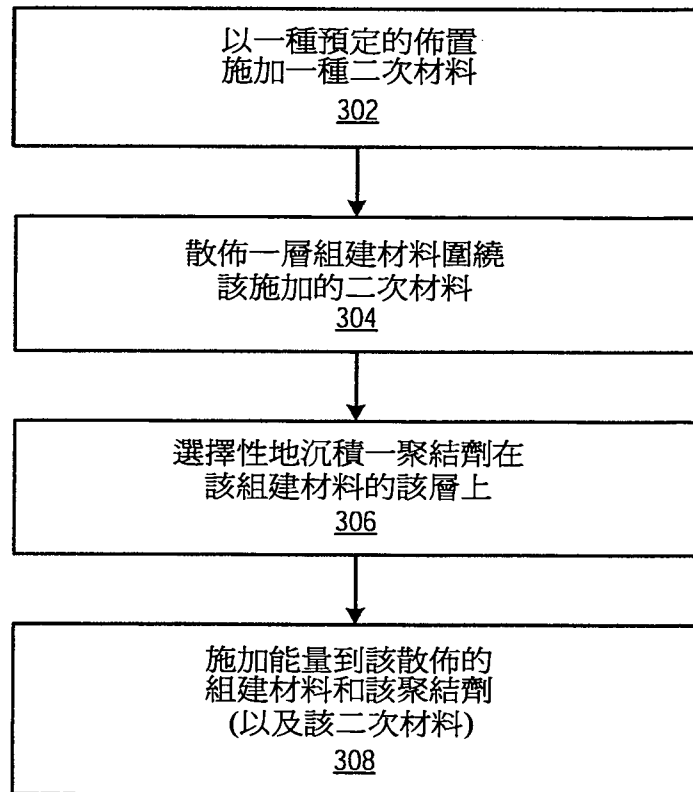 以一種預定的佈置
施加一種二次材料
302
散佈一層組建材料圍繞
該施加的二次材料
304
選擇性地沉積一聚結劑在
該組建材料的該層上
306
施加能量到該散佈的
組建材料和該聚結劑
(以及該二次材料)
308